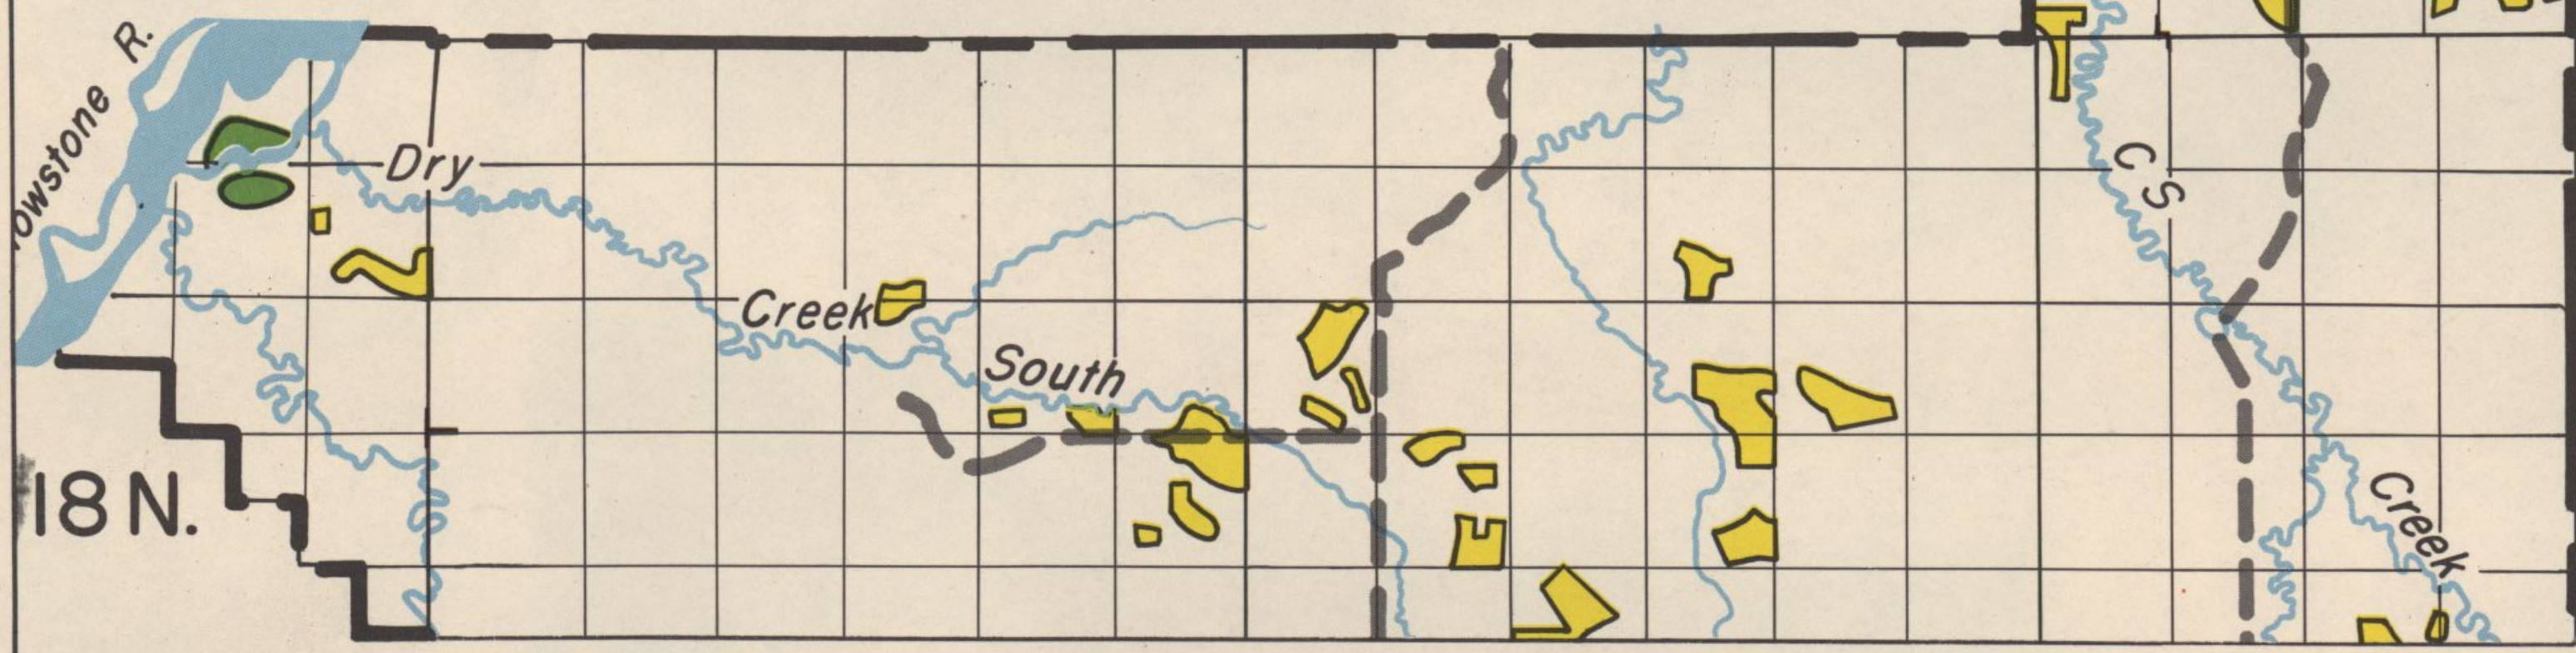 owstone R.
Dry
Creek
South
C S
Creek
18 N.